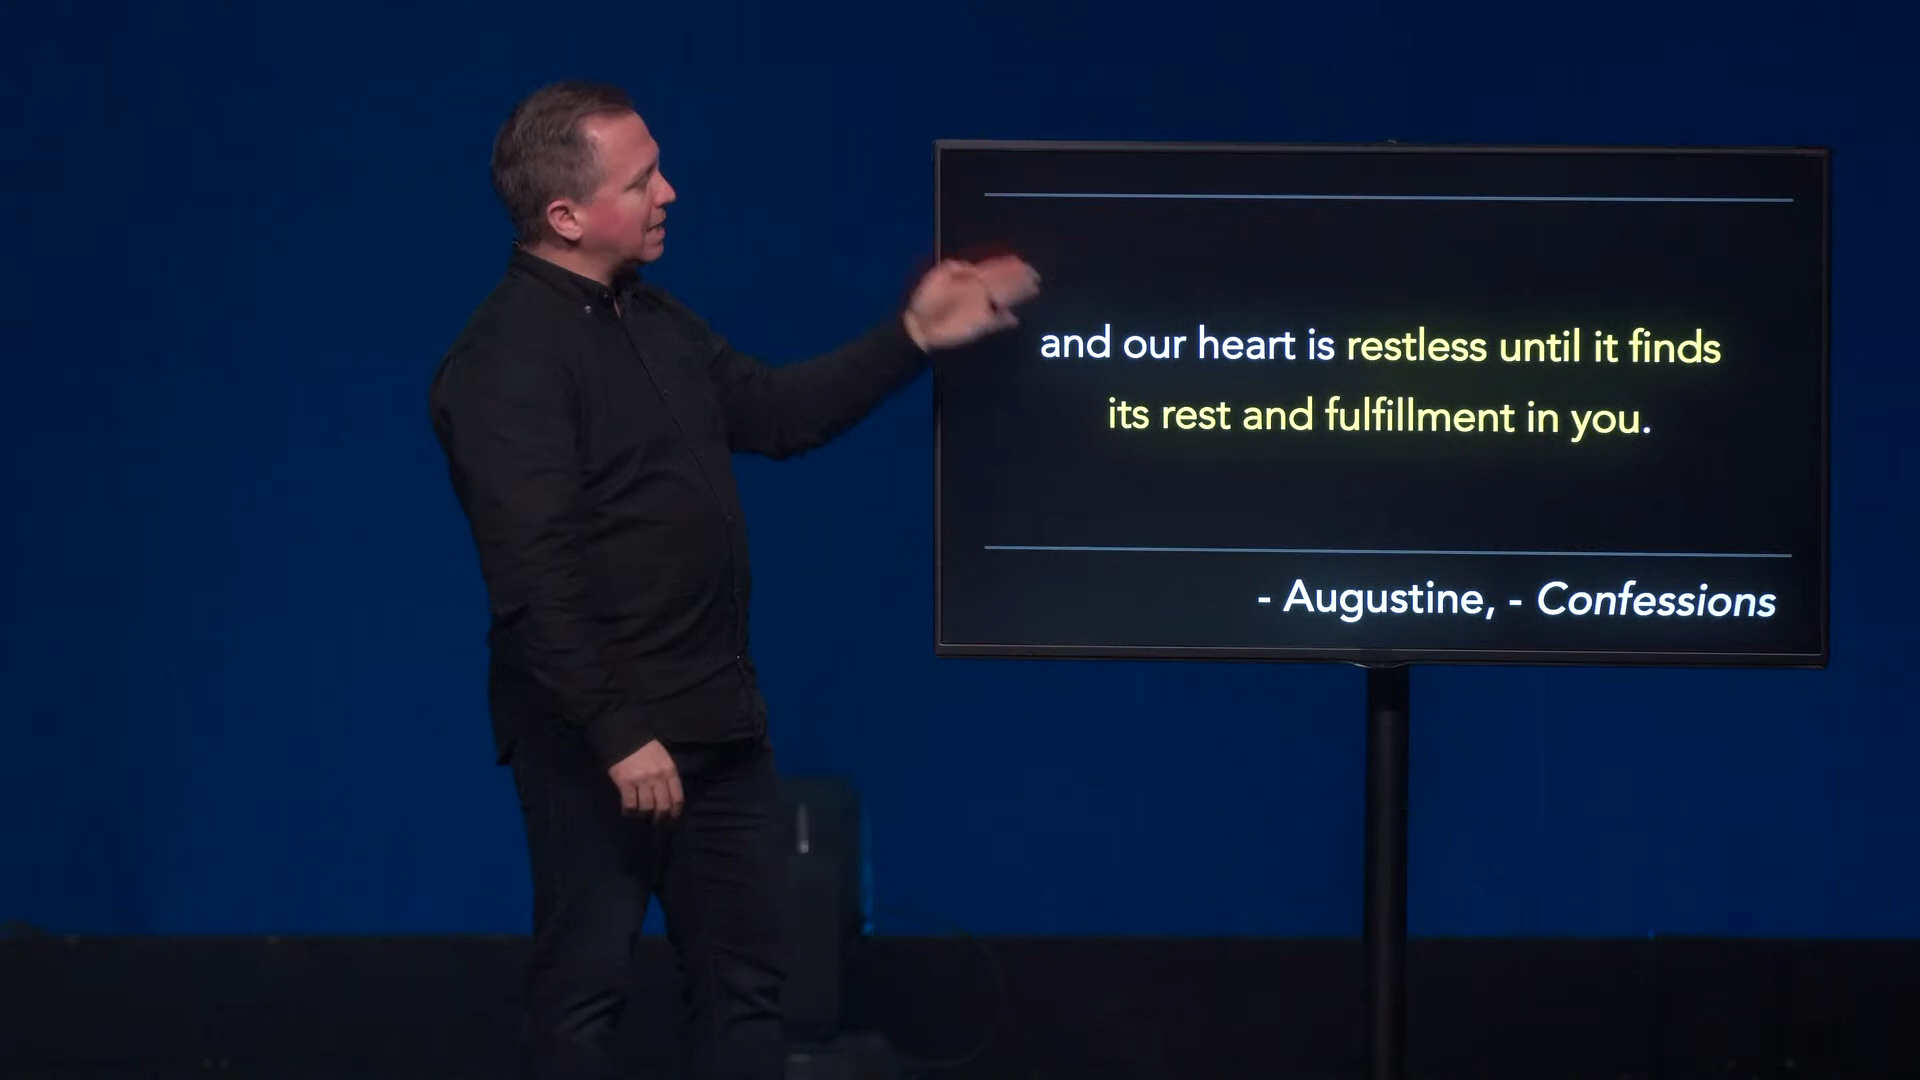 and our heart is restless until it finds
its rest and fulfillment in you.
- Augustine, - Confessions